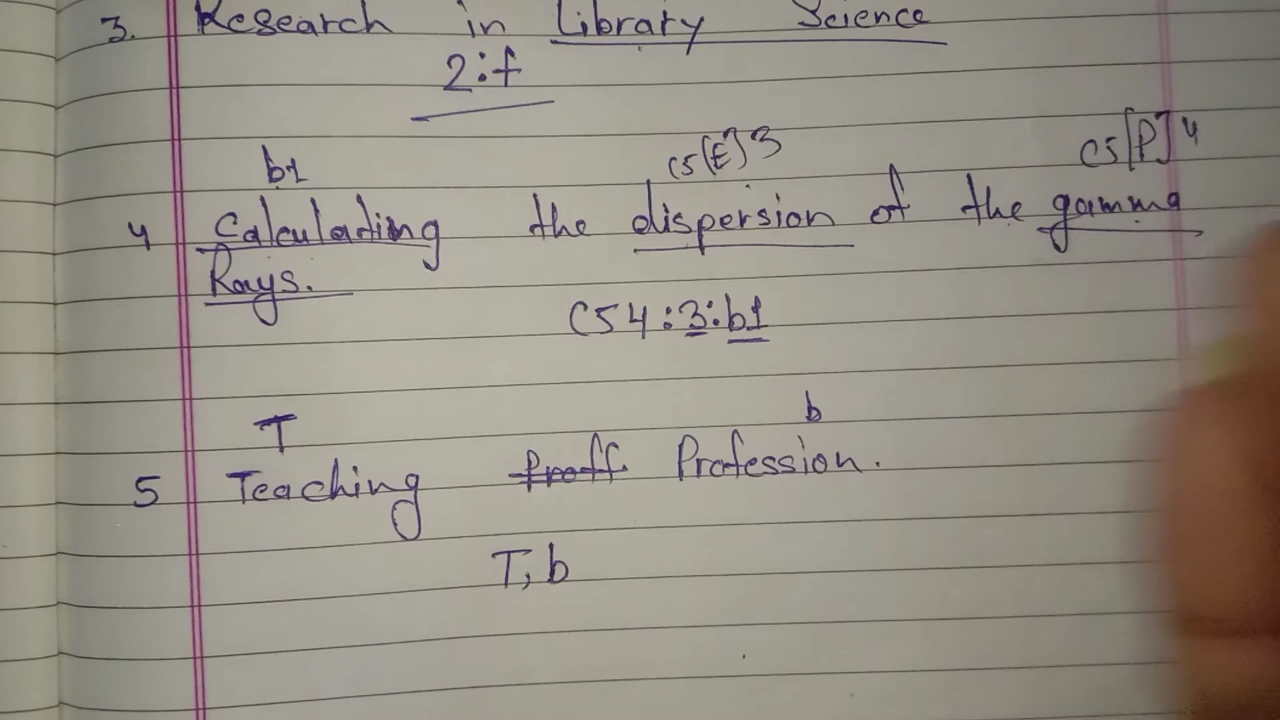 3. Research in Library Science
2:f
b1 C5[E]3 C5[P]4
4 Calculading the dispersion of the gamma
Rays.
C54:3:b1
T b
5 Teaching Proff Profession.
T,b